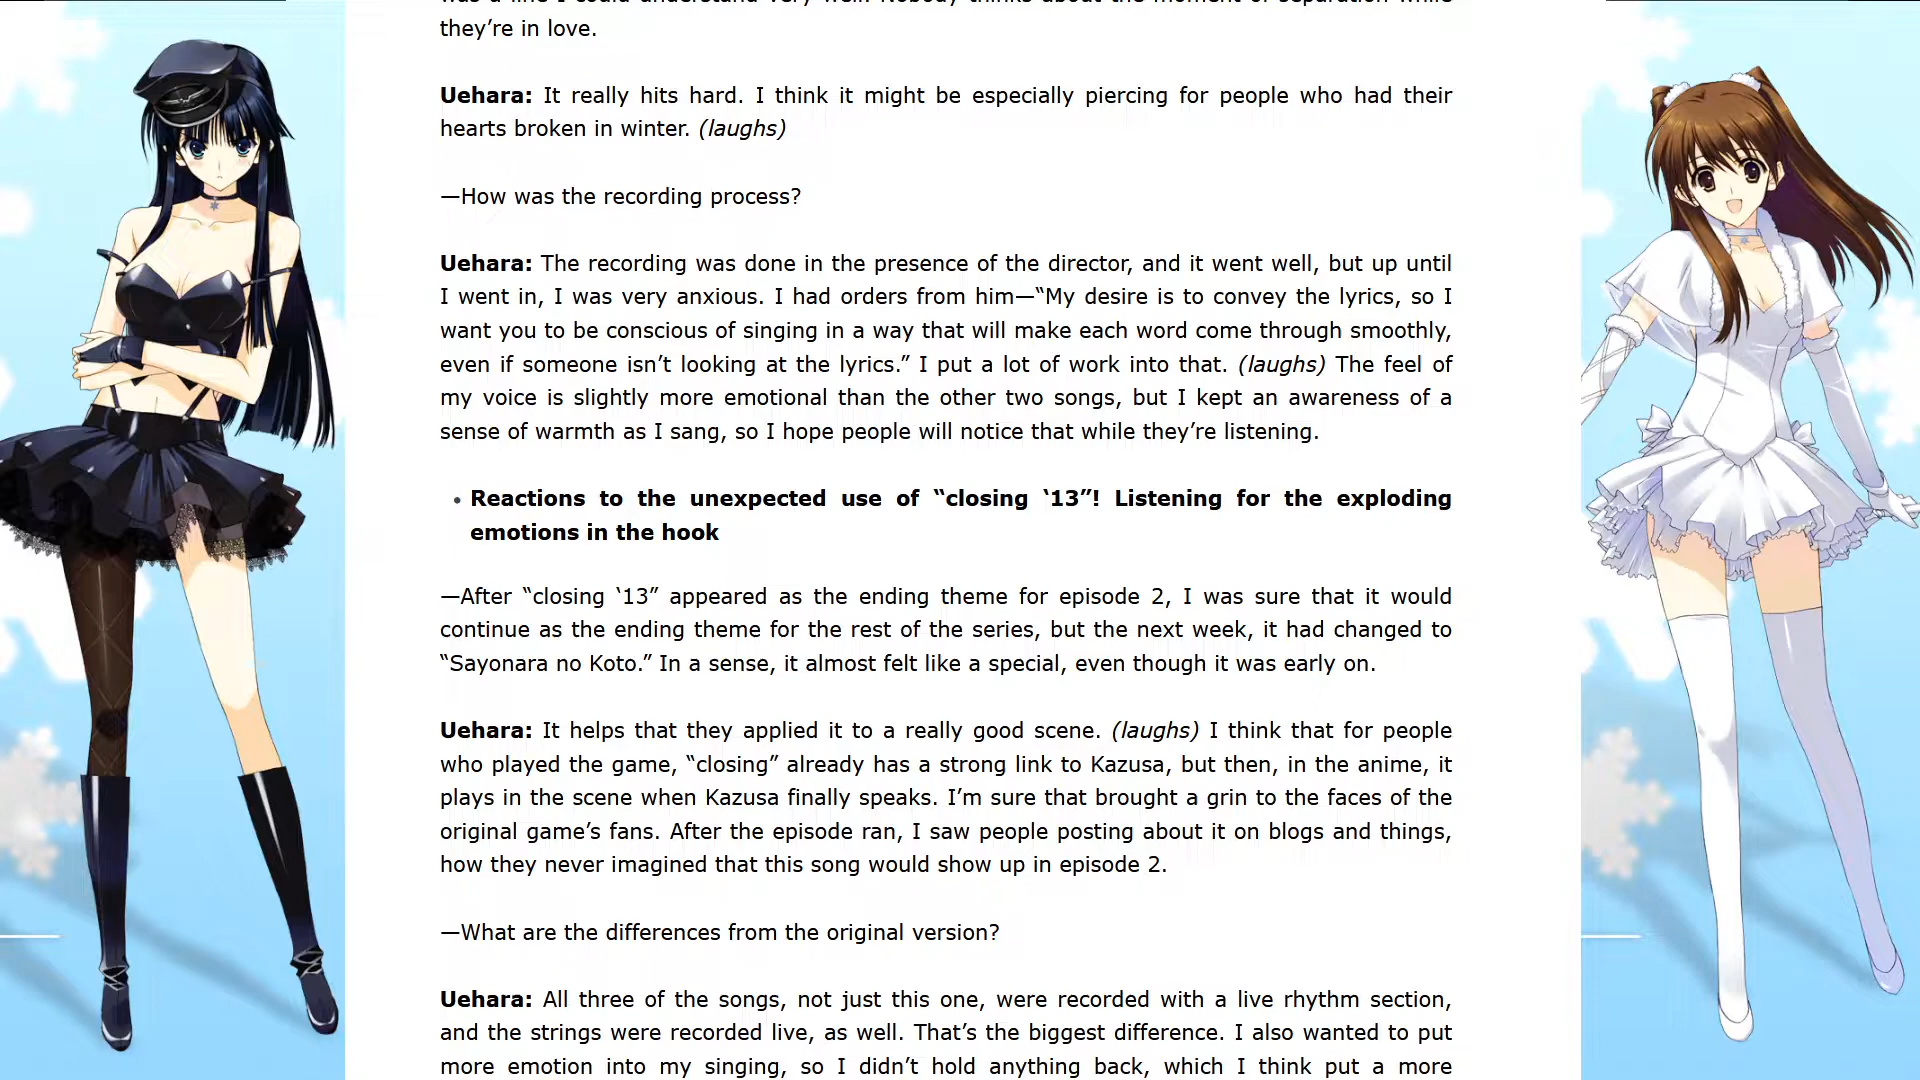 was a line I could understand very well. Nobody thinks about the moment of separation while
they’re in love.
Uehara: It really hits hard. I think it might be especially piercing for people who had their
hearts broken in winter. (laughs)
—How was the recording process?
Uehara: The recording was done in the presence of the director, and it went well, but up until
I went in, I was very anxious. I had orders from him—“My desire is to convey the lyrics, so I
want you to be conscious of singing in a way that will make each word come through smoothly,
even if someone isn’t looking at the lyrics.” I put a lot of work into that. (laughs) The feel of
my voice is slightly more emotional than the other two songs, but I kept an awareness of a
sense of warmth as I sang, so I hope people will notice that while they’re listening.
• Reactions to the unexpected use of “closing ‘13”! Listening for the exploding
emotions in the hook
—After “closing ‘13” appeared as the ending theme for episode 2, I was sure that it would
continue as the ending theme for the rest of the series, but the next week, it had changed to
“Sayonara no Koto.” In a sense, it almost felt like a special, even though it was early on.
Uehara: It helps that they applied it to a really good scene. (laughs) I think that for people
who played the game, “closing” already has a strong link to Kazusa, but then, in the anime, it
plays in the scene when Kazusa finally speaks. I’m sure that brought a grin to the faces of the
original game’s fans. After the episode ran, I saw people posting about it on blogs and things,
how they never imagined that this song would show up in episode 2.
—What are the differences from the original version?
Uehara: All three of the songs, not just this one, were recorded with a live rhythm section,
and the strings were recorded live, as well. That’s the biggest difference. I also wanted to put
more emotion into my singing, so I didn’t hold anything back, which I think put a more